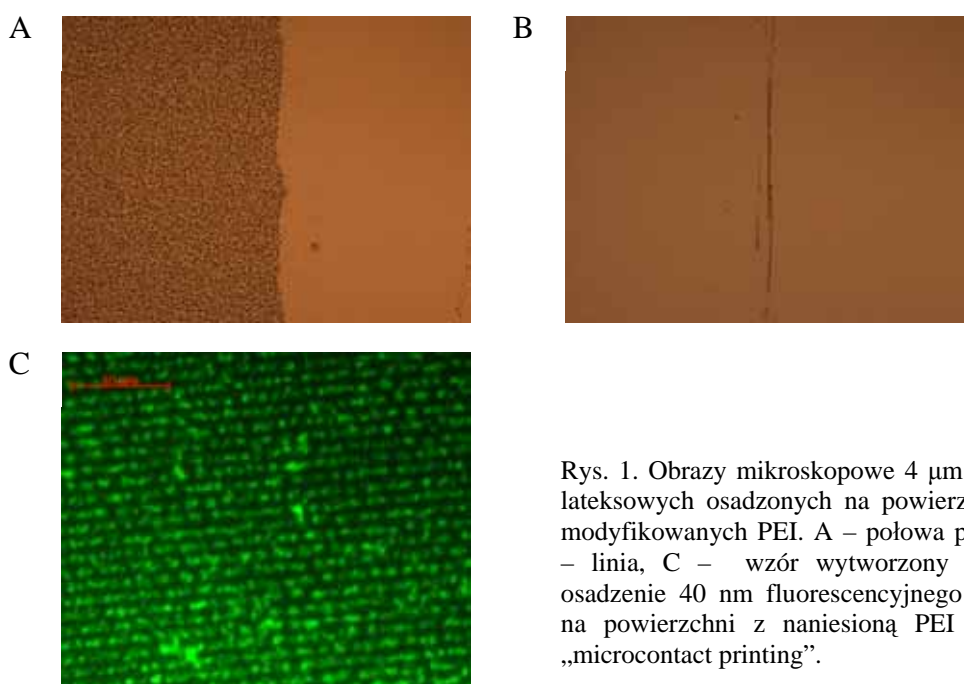 A
B
C
Rys. 1. Obrazy mikroskopowe 4 μm
lateksowych osadzonych na powierz
modyfikowanych PEI. A – połowa p
– linia, C – wzór wytworzony
osadzenie 40 nm fluorescencyjnego
na powierzchni z naniesioną PEI
„microcontact printing”.